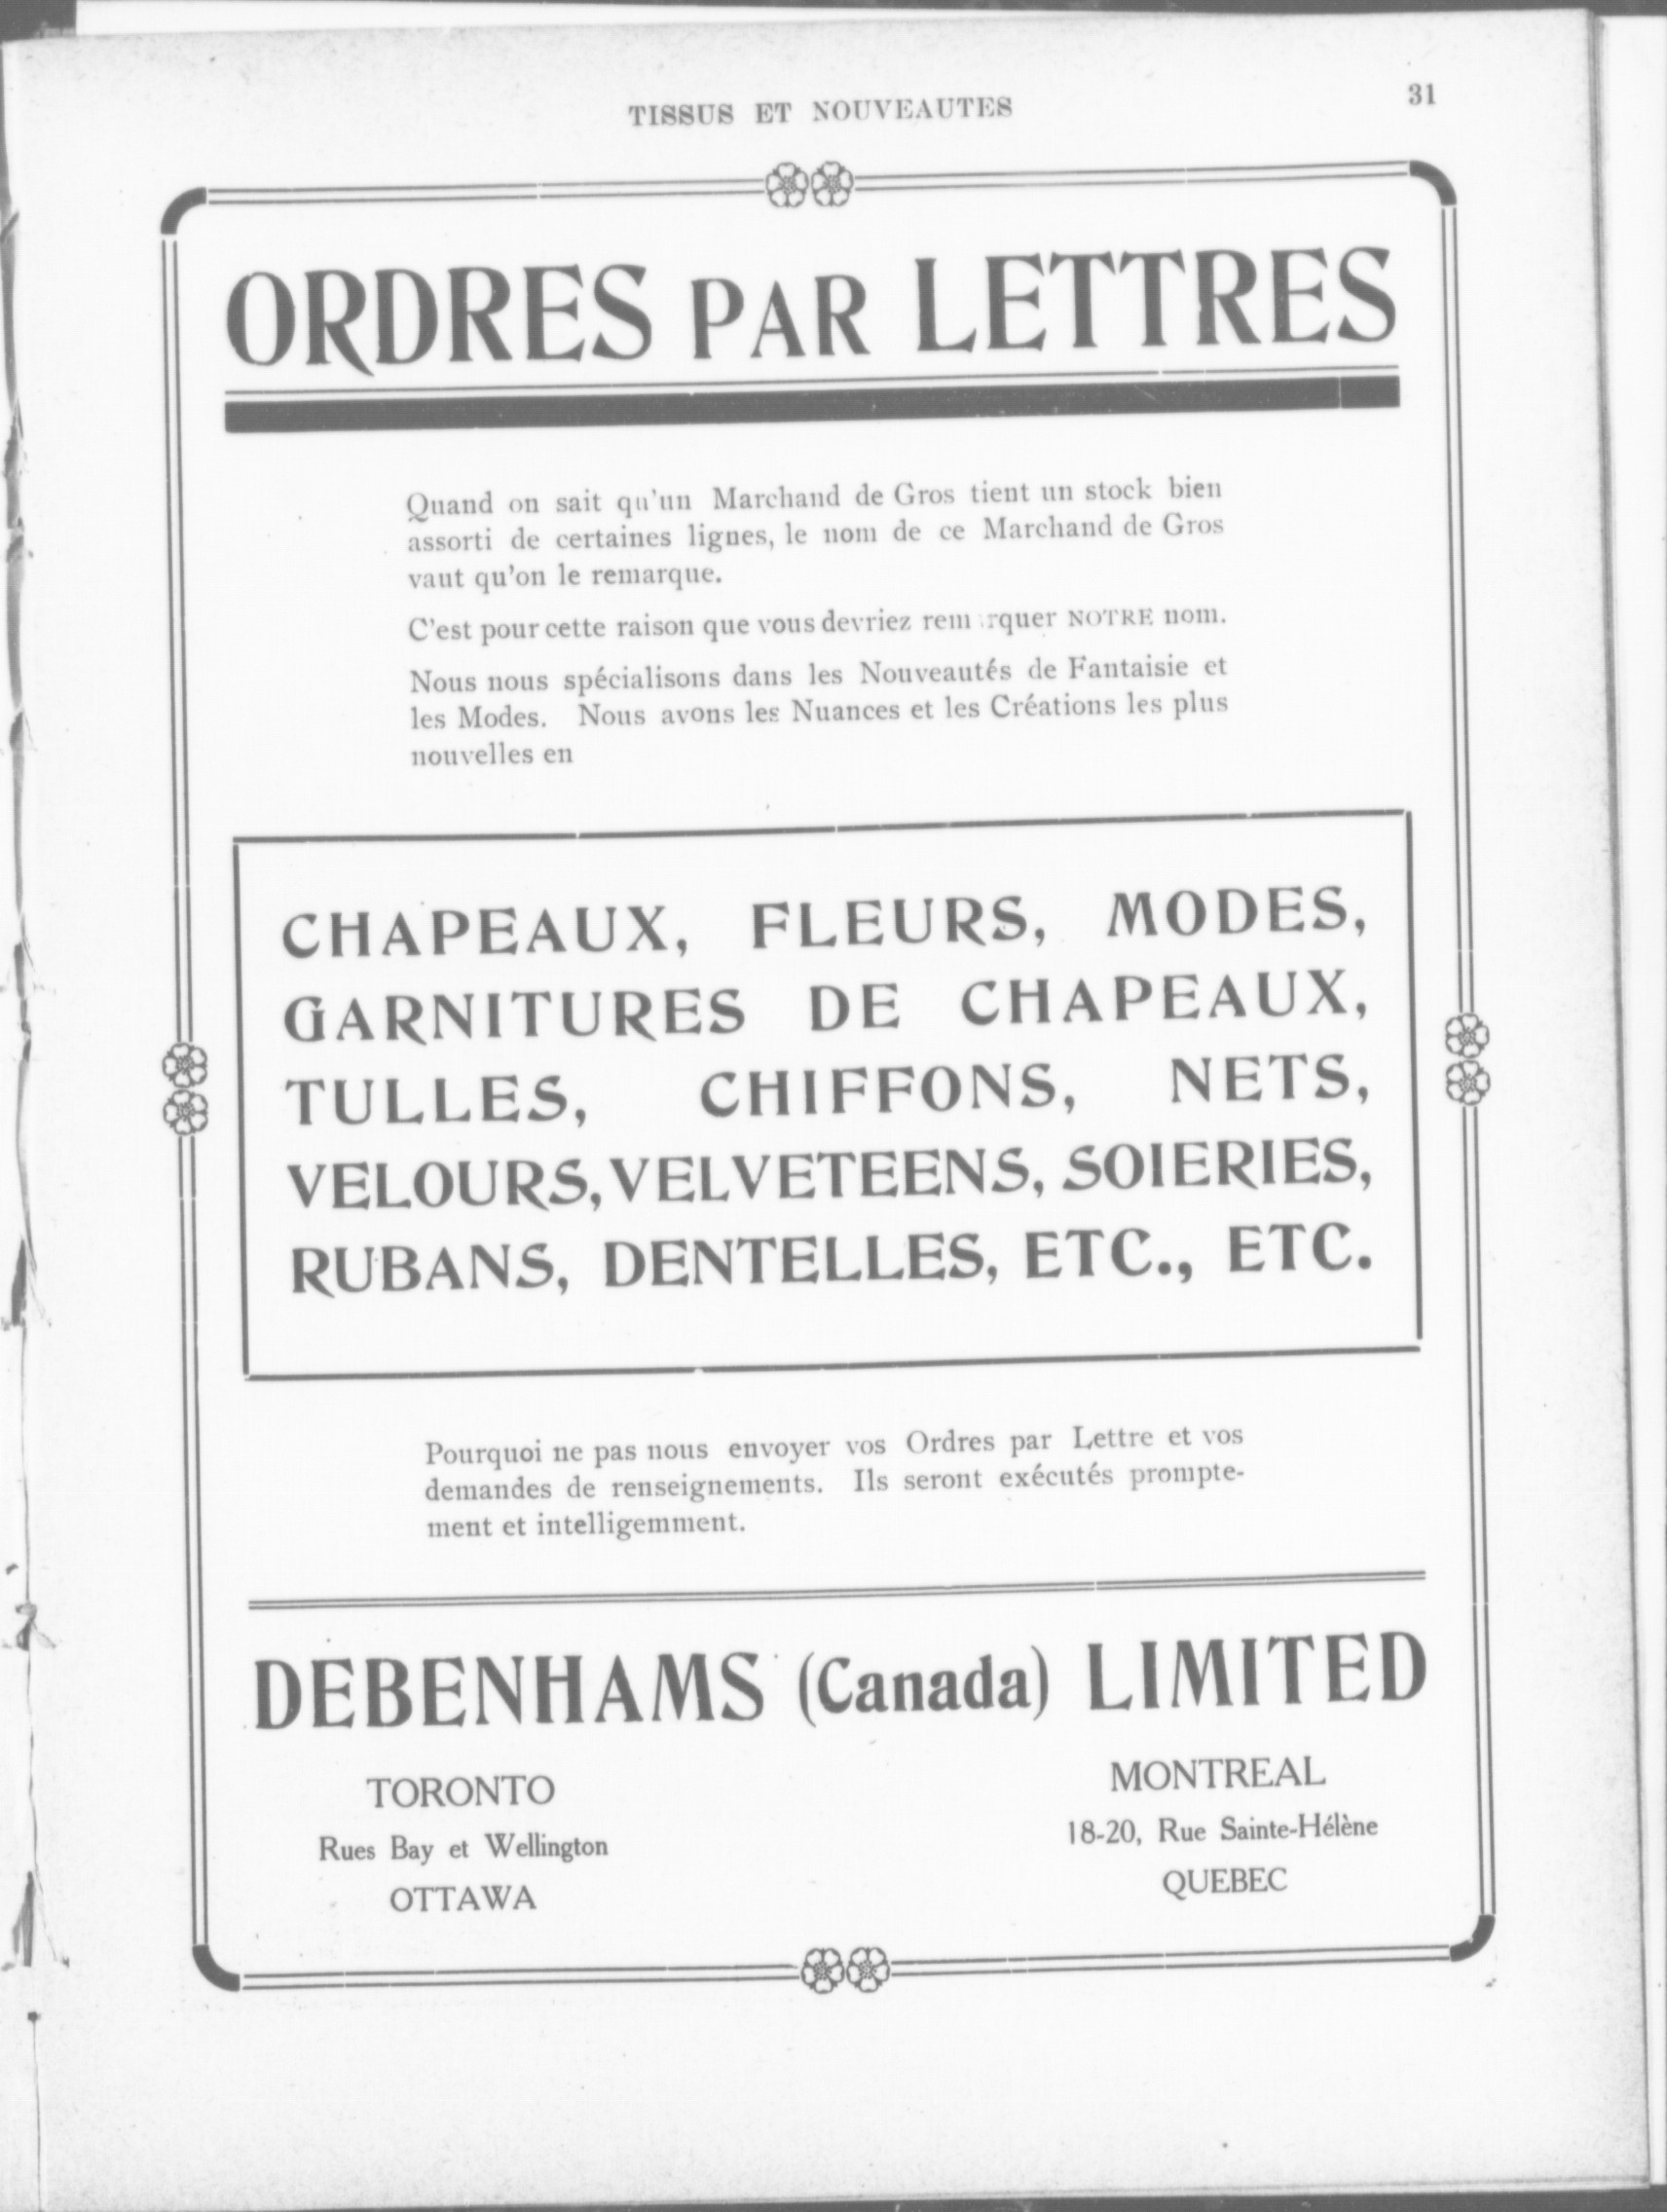 TISSUS ET NOUVEAUTES
31
ORDRES PAR LETTRES
Quand on sait qu'un Marchand de Gros tient un stock bien
assorti de certaines lignes, le nom de ce Marchand de Gros
vaut qu'on le remarque.
C'est pour cette raison que vous devriez remarquer NOTRE nom.
Nous nous spécialisons dans les Nouveautés de Fantaisie et
les Modes. Nous avons les Nuances et les Créations les plus
nouvelles en
CHAPEAUX, FLEURS, MODES,
GARNITURES DE CHAPEAUX,
TULLES, CHIFFONS, NETS,
VELOURS, VELVETEENS, SOIERIES,
RUBANS, DENTELLES, ETC., ETC.
Pourquoi ne pas nous envoyer vos Ordres par Lettre et vos
demandes de renseignements. Ils seront exécutés prompte-
ment et intelligemment.
DEBENHAMS (Canada) LIMITED
TORONTO
Rues Bay et Wellington
OTTAWA
MONTREAL
18-20, Rue Sainte-Hélène
QUEBEC